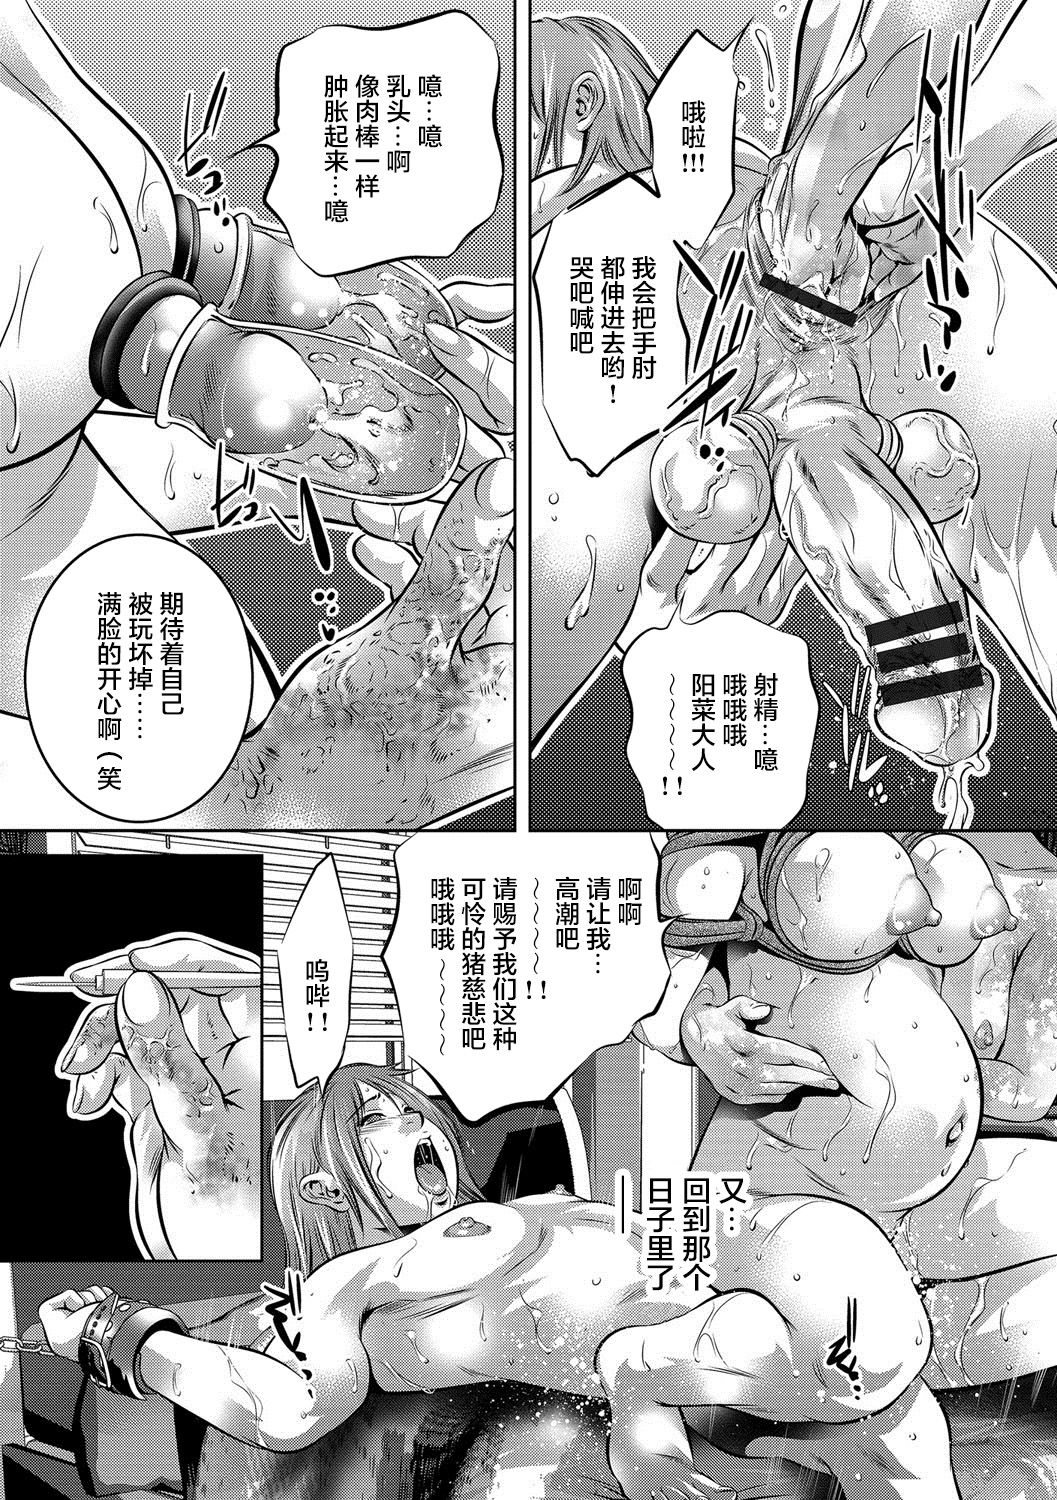 哦啦!!!
我会把手肘
都伸进去哟！
哭吧喊吧
射精…噫
哦哦哦
阳菜大人
～～～～!!
噫…噫
乳头…啊
像肉棒一样
肿胀起来…噫
期待着自己
被玩坏掉……
满脸的开心啊（笑
啊啊
请让我…
高潮吧
～～～～～!!
请赐予我们这种
可怜的猪慈悲吧
哦哦哦～～～～
又…
回到那个
日子里了
──
呜哔!!